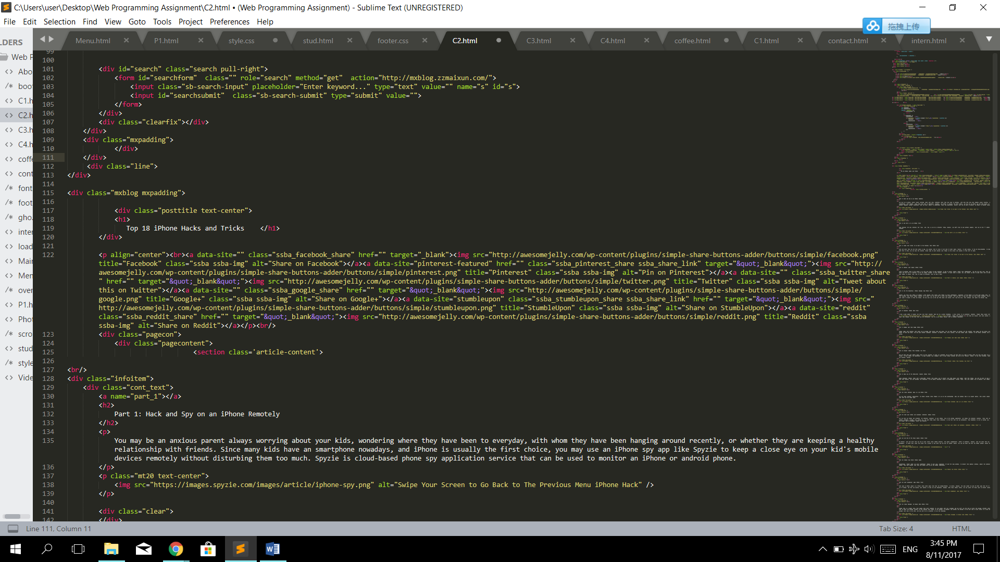 C:\Users\user\Desktop\Web Programming Assignment\C2.html • (Web Programming Assignment) - Sublime Text (UNREGISTERED)
File Edit Selection Find View Goto Tools Project Preferences Help
拖拽上传
Menu.html P1.html style.css stud.html footer.css C2.html C3.html C4.html coffee.html C1.html contact.html intern.html
LDERS
Web P
<> Abo
/* boot
<> C1.h
<> C2.h
<> C3.h
<> C4.h
<> coffe
<> cont
/* font
/* foot
/* gho.
<> inter
<> load
<> Mair
<> Men
/* over
<> P1.h
<> Phot
/* scro
<> stud
/* style
<> Vide
99
100
101 <div id="search" class="search pull-right">
102 <form id="searchform"  class="" role="search" method="get"  action="http://mxblog.zzmaixun.com/">
103 <input class="sb-search-input" placeholder="Enter keyword..." type="text" value="" name="s" id="s">
104 <input id="searchsubmit"  class="sb-search-submit" type="submit" value="">
105 </form>
106 </div>
107 <div class="clearfix"></div>
108 </div>
109 <div class="mxpadding">
110 </div>
111 </div>
112 <div class="line">
113 </div>
114
115 <div class="mxblog mxpadding">
116
117 <div class="posttitle text-center">
118 <h1>
119 Top 18 iPhone Hacks and Tricks    </h1>
120 </div>
121
122 <p align="center"><br><a data-site="" class="ssba_facebook_share" href="" target="_blank"><img src="http://awesomejelly.com/wp-content/plugins/simple-share-buttons-adder/buttons/simple/facebook.png"
title="Facebook" class="ssba ssba-img" alt="Share on Facebook"></a><a data-site="pinterest-featured" href="" class="ssba_pinterest_share ssba_share_link" target="&quot;_blank&quot;"><img src="http://
awesomejelly.com/wp-content/plugins/simple-share-buttons-adder/buttons/simple/pinterest.png" title="Pinterest" class="ssba ssba-img" alt="Pin on Pinterest"></a><a data-site="" class="ssba_twitter_share
" href="" target="&quot;_blank&quot;"><img src="http://awesomejelly.com/wp-content/plugins/simple-share-buttons-adder/buttons/simple/twitter.png" title="Twitter" class="ssba ssba-img" alt="Tweet about
this on Twitter"></a><a data-site="" class="ssba_google_share" href="" target="&quot;_blank&quot;"><img src="http://awesomejelly.com/wp-content/plugins/simple-share-buttons-adder/buttons/simple/
google.png" title="Google+" class="ssba ssba-img" alt="Share on Google+"></a><a data-site="stumbleupon" class="ssba_stumbleupon_share ssba_share_link" href="" target="&quot;_blank&quot;"><img src="
http://awesomejelly.com/wp-content/plugins/simple-share-buttons-adder/buttons/simple/stumbleupon.png" title="StumbleUpon" class="ssba ssba-img" alt="Share on StumbleUpon"></a><a data-site="reddit"
class="ssba_reddit_share" href="" target="&quot;_blank&quot;"><img src="http://awesomejelly.com/wp-content/plugins/simple-share-buttons-adder/buttons/simple/reddit.png" title="Reddit" class="ssba
ssba-img" alt="Share on Reddit"></a></p><br/>
123 <div class="pagecon">
124 <div class="pagecontent">
125 <section class='article-content'>
126
127 <br/>
128 <div class="infoitem">
129 <div class="cont_text">
130 <a name="part_1"></a>
131 <h2>
132 Part 1: Hack and Spy on an iPhone Remotely
133 </h2>
134 <p>
135 You may be an anxious parent always worrying about your kids, wondering where they have been to everyday, with whom they have been hanging around recently, or whether they are keeping a healthy
relationship with friends. Since many kids have an smartphone nowadays, and iPhone is usually the first choice, you may use an iPhone spy app like Spyzie to keep a close eye on your kid's mobile
devices remotely without disturbing them too much. Spyzie is cloud-based phone spy application service that can be used to monitor an iPhone or android phone.
136 </p>
137 <p class="mt20 text-center">
138 <img src="https://images.spyzie.com/images/article/iphone-spy.png" alt="Swipe Your Screen to Go Back to The Previous Menu iPhone Hack" />
139 </p>
140
141 <div class="clear">
142 </div>
Line 111, Column 11 Tab Size: 4 HTML
ENG 3:45 PM
8/11/2017